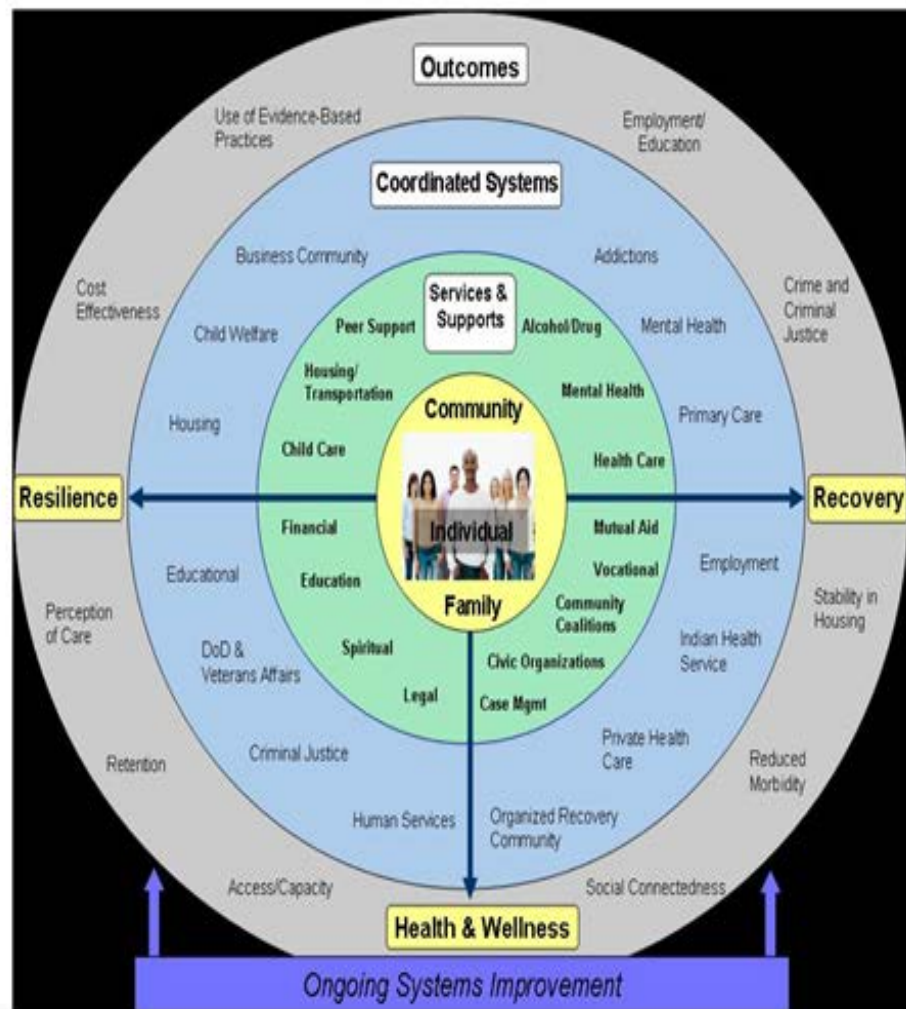 Outcomes
Use of Evidence-Based
Practices
Employment/
Education
Coordinated Systems
Business Community
Addictions
Cost
Effectiveness
Crime and
Criminal
Justice
Services &
Supports
Peer Support
Alcohol/Drug
Child Welfare
Mental Health
Housing/
Transportation
Mental Health
Community
Housing
Primary Care
Child Care
Health Care
Resilience
Recovery
Individual
Financial
Mutual Aid
Educational
Education
Vocational
Employment
Family
Perception
of Care
Community
Coalitions
Stability in
Housing
DoD &
Veterans Affairs
Spiritual
Civic Organizations
Indian Health
Service
Legal
Case Mgmt
Retention
Criminal Justice
Private Health
Care
Reduced
Morbidity
Human Services
Organized Recovery
Community
Access/Capacity
Social Connectedness
Health & Wellness
Ongoing Systems Improvement